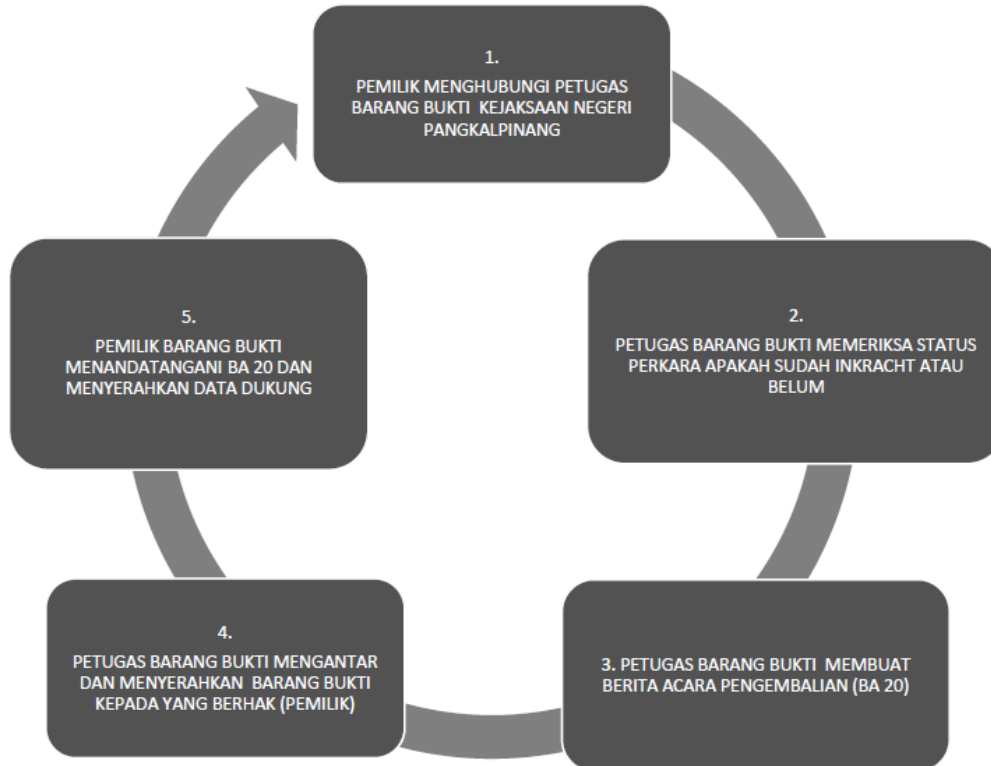 1.
PEMILIK MENGHUBUNGI PETUGAS
BARANG BUKTI KEJAKSAAN NEGERI
PANGKALPINANG
2.
PETUGAS BARANG BUKTI MEMERIKSA STATUS
PERKARA APAKAH SUDAH INKRACHT ATAU
BELUM
3. PETUGAS BARANG BUKTI MEMBUAT
BERITA ACARA PENGEMBALIAN (BA 20)
4.
PETUGAS BARANG BUKTI MENGANTAR
DAN MENYERAHKAN BARANG BUKTI
KEPADA YANG BERHAK (PEMILIK)
5.
PEMILIK BARANG BUKTI
MENANDATANGANI BA 20 DAN
MENYERAHKAN DATA DUKUNG